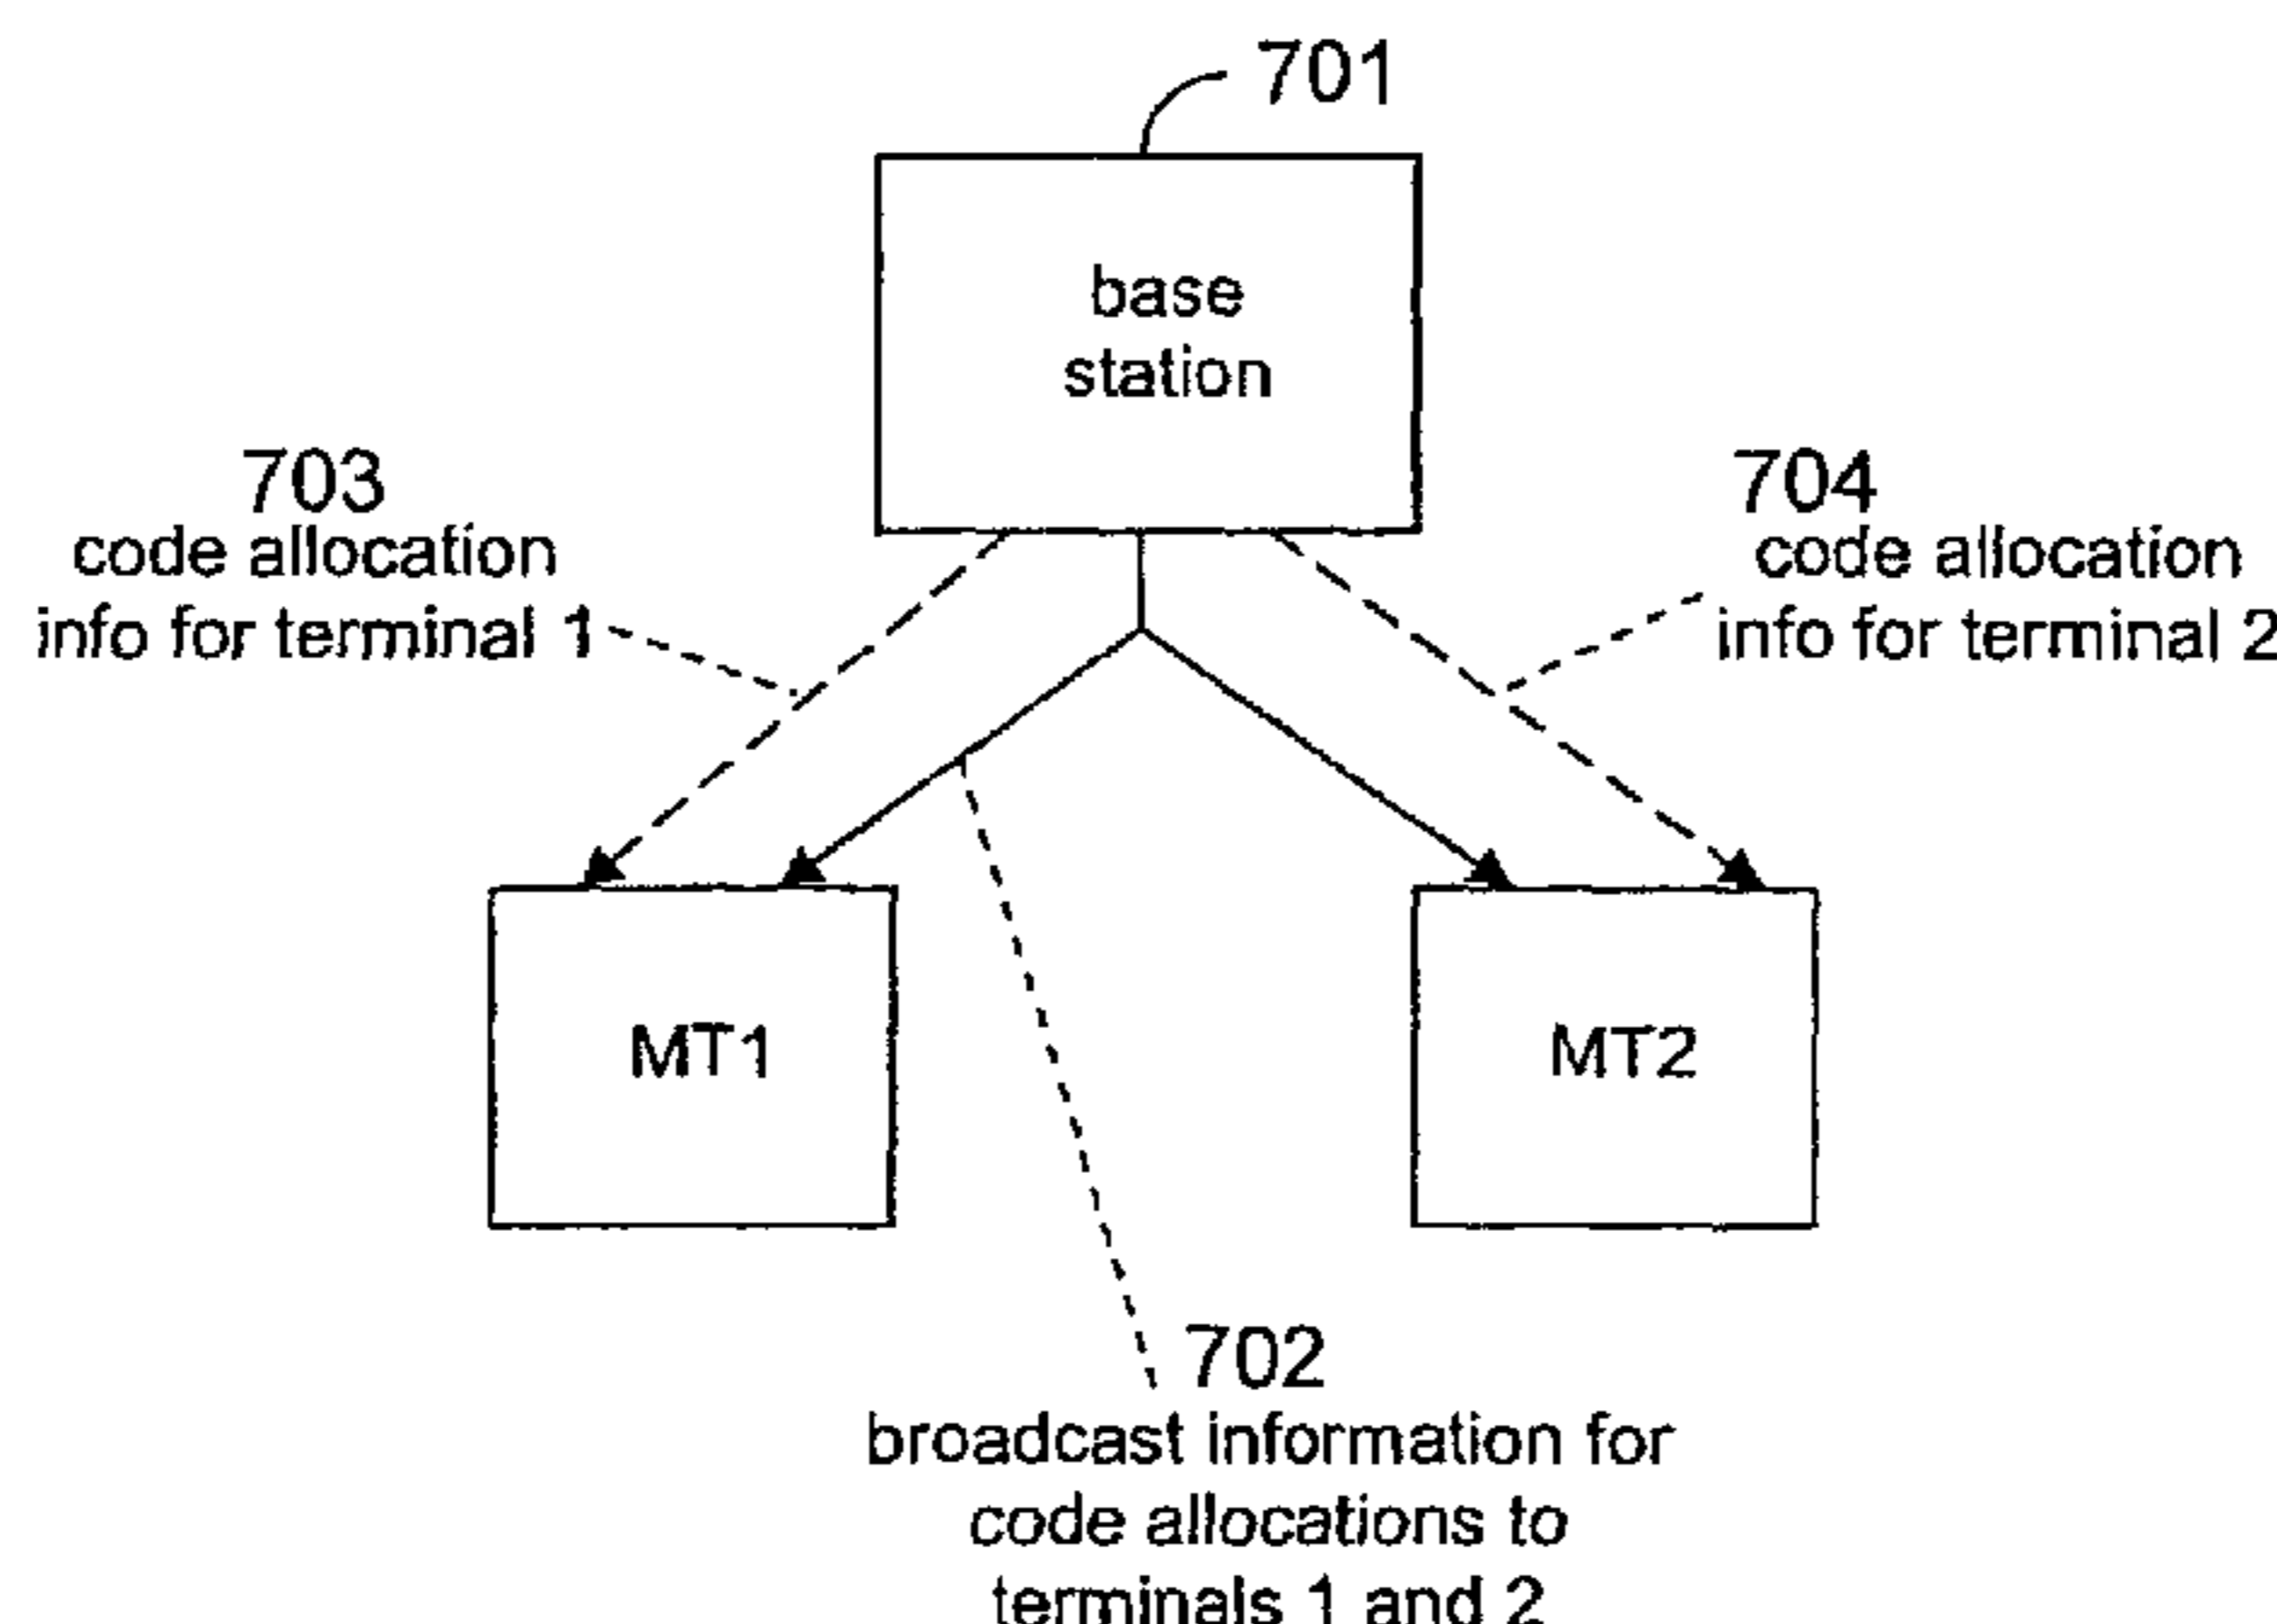 701
base
station
703
code allocation
info for terminal 1
704
code allocation
info for terminal 2
MT1
MT2
702
broadcast information for
code allocations to
terminals 1 and 2